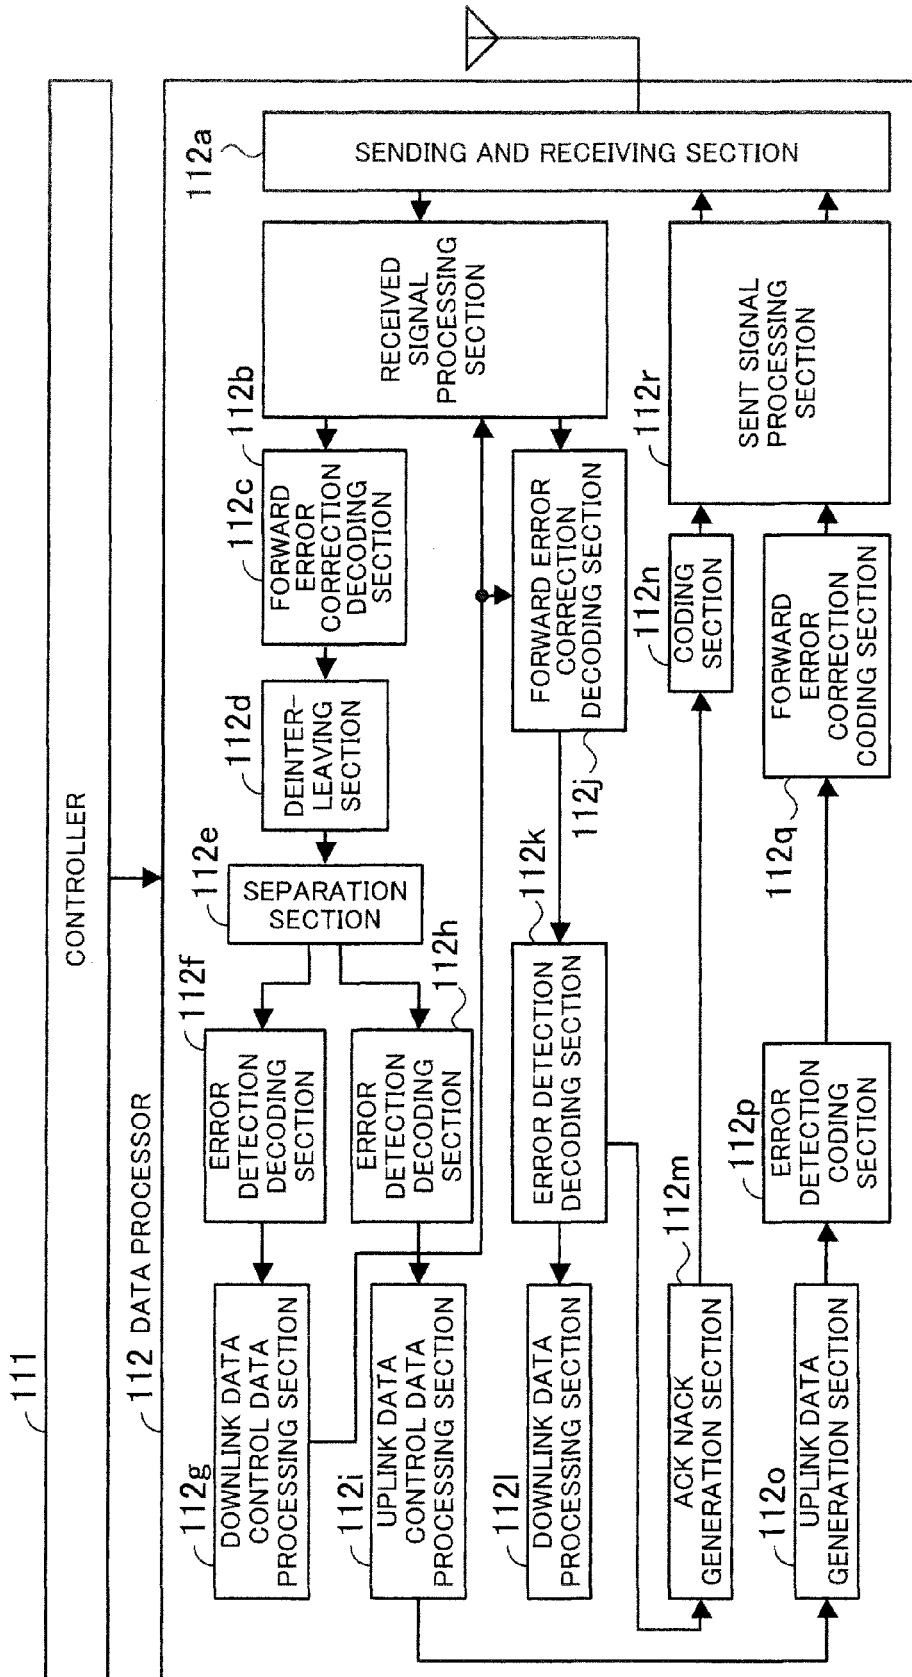 111
CONTROLLER
112 DATA PROCESSOR
112a
SENDING AND RECEIVING SECTION
112b
RECEIVED
SIGNAL
PROCESSING
SECTION
112c
FORWARD
ERROR
CORRECTION
DECODING
SECTION
112d
DEINTER-
LEAVING
SECTION
112e
SEPARATION
SECTION
112f
ERROR
DETECTION
DECODING
SECTION
112g
DOWNLINK DATA
CONTROL DATA
PROCESSING SECTION
112h
ERROR
DETECTION
DECODING
SECTION
112i
UPLINK DATA
CONTROL DATA
PROCESSING SECTION
112j
FORWARD ERROR
CORRECTION
DECODING SECTION
112k
ERROR DETECTION
DECODING SECTION
112l
DOWNLINK DATA
PROCESSING SECTION
112m
ACK NACK
GENERATION SECTION
112n
CODING
SECTION
112o
UPLINK DATA
GENERATION SECTION
112p
ERROR
DETECTION
CODING
SECTION
112q
FORWARD
ERROR
CORRECTION
CODING SECTION
112r
SENT SIGNAL
PROCESSING
SECTION